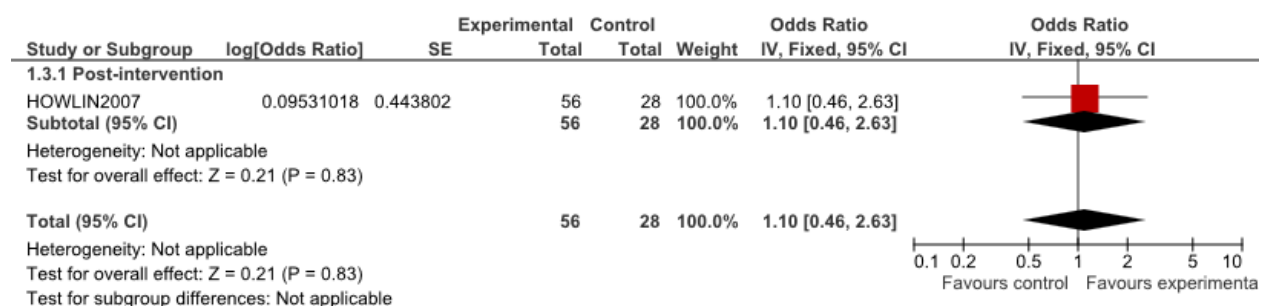 Experimental Control Odds Ratio Odds Ratio
Study or Subgroup log[Odds Ratio] SE Total Total Weight IV, Fixed, 95% CI IV, Fixed, 95% CI
1.3.1 Post-intervention
HOWLIN2007 0.09531018 0.443802 56 28 100.0% 1.10 [0.46, 2.63]
Subtotal (95% CI) 56 28 100.0% 1.10 [0.46, 2.63]
Heterogeneity: Not applicable
Test for overall effect: Z = 0.21 (P = 0.83)
Total (95% CI) 56 28 100.0% 1.10 [0.46, 2.63]
Heterogeneity: Not applicable
Test for overall effect: Z = 0.21 (P = 0.83)
Test for subgroup differences: Not applicable
0.1 0.2 0.5 1 2 5 10
Favours control Favours experimenta